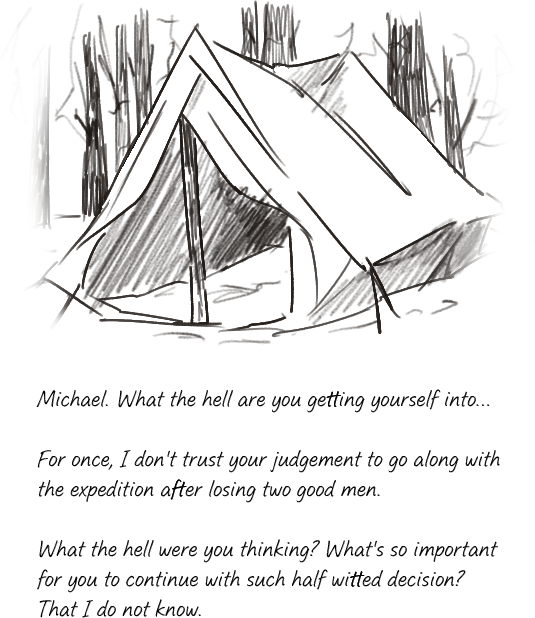 Michael. What the hell are you getting yourself into...
For once, I don't trust your judgement to go along with
the expedition after losing two good men.
What the hell were you thinking? What's so important
for you to continue with such half witted decision?
That I do not know.